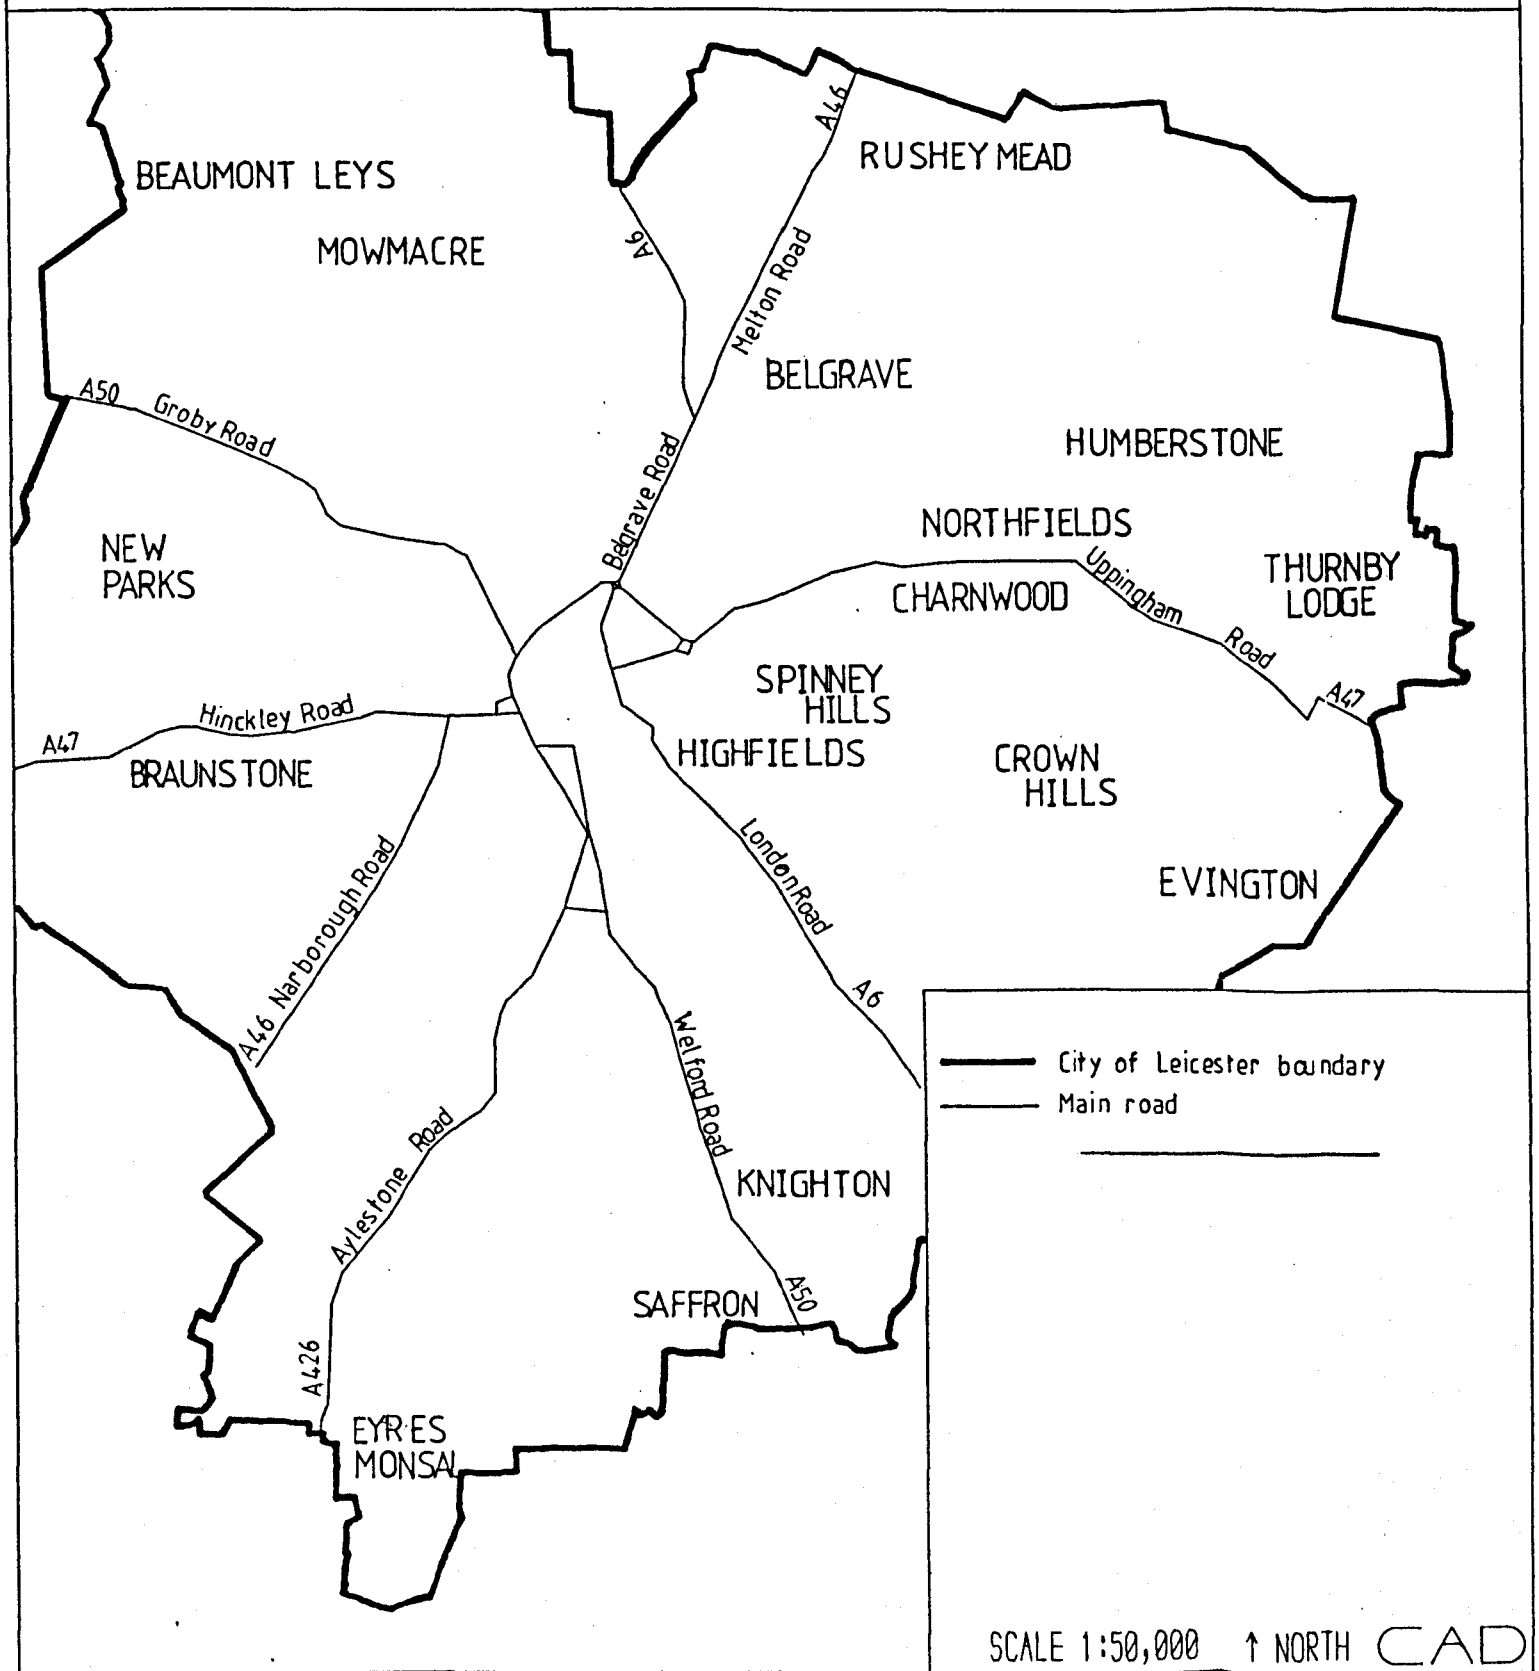 A46
RUSHEY MEAD
BEAUMONT LEYS
MOWMACRE
A6
Melton Road
BELGRAVE
A50
Groby Road
HUMBERSTONE
Belgrave Road
NORTHFIELDS
NEW
PARKS
CHARNWOOD
Uppingham
Road
THURNBY
LODGE
SPINNEY
HILLS
A47
Hinckley Road
A47
HIGHFIELDS
CROWN
HILLS
BRAUNSTONE
London Road
EVINGTON
A46 Narborough Road
A6
Welford Road
City of Leicester boundary
Main road
Aylestone Road
KNIGHTON
SAFFRON
A50
A426
EYRES
MONSAL
SCALE 1:50,000 ↑ NORTH CAD